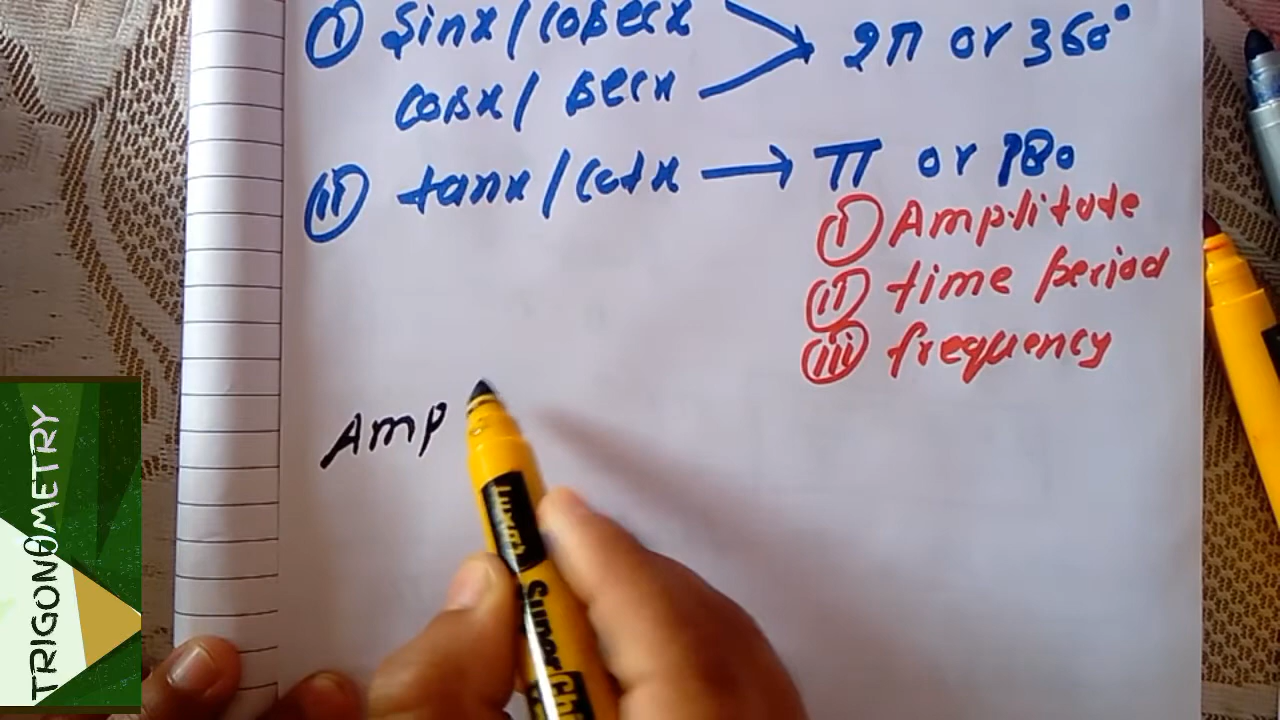 (i) sinx/cosecx 2π or 360°
cosx/ secx
(ii) tanx/cotx → π or 180
(i) Amplitude
(ii) time period
(iii) frequency
Amp
Super
TRIGONOMETRY